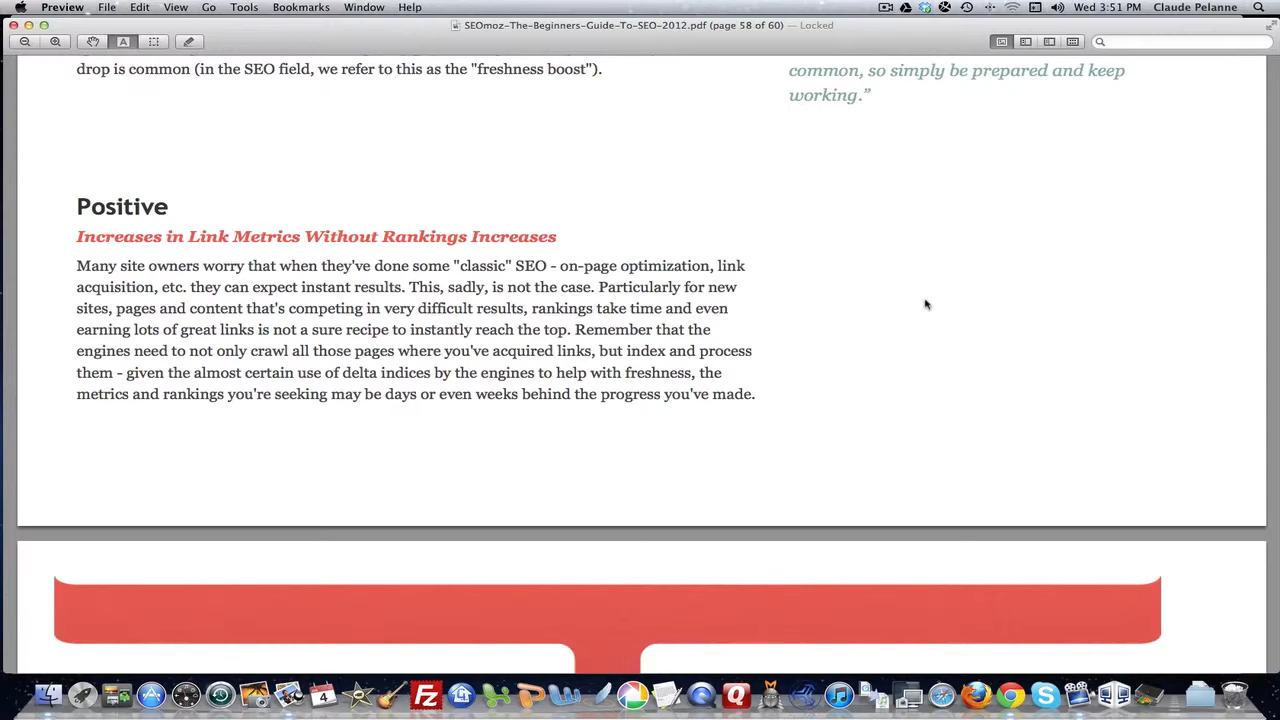 Preview File Edit View Go Tools Bookmarks Window Help Wed 3:51 PM Claude Pelanne
SEOmoz-The-Beginners-Guide-To-SEO-2012.pdf (page 58 of 60) — Locked
drop is common (in the SEO field, we refer to this as the "freshness boost").
common, so simply be prepared and keep
working.”
Positive
Increases in Link Metrics Without Rankings Increases
Many site owners worry that when they've done some "classic" SEO - on-page optimization, link
acquisition, etc. they can expect instant results. This, sadly, is not the case. Particularly for new
sites, pages and content that's competing in very difficult results, rankings take time and even
earning lots of great links is not a sure recipe to instantly reach the top. Remember that the
engines need to not only crawl all those pages where you've acquired links, but index and process
them - given the almost certain use of delta indices by the engines to help with freshness, the
metrics and rankings you're seeking may be days or even weeks behind the progress you've made.
4